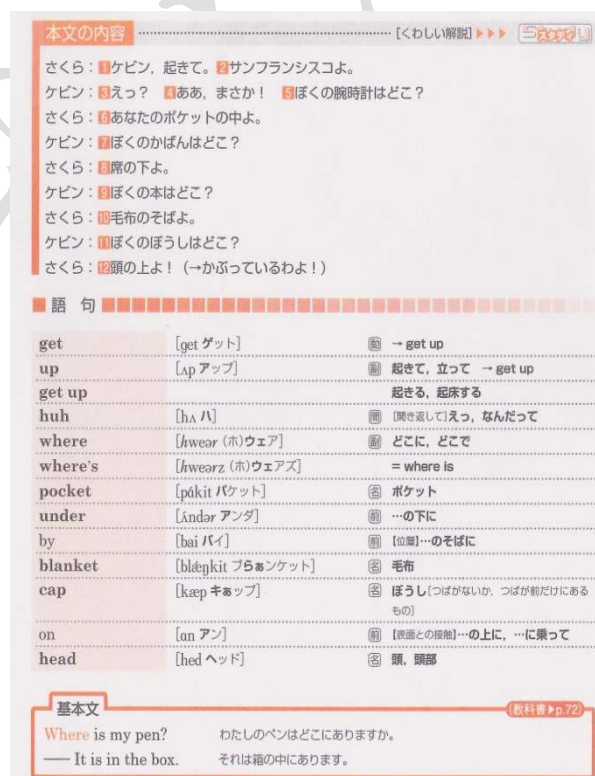 本文の内容 [くわしい解説]▶▶▶
さくら：1ケビン，起きて。2サンフランシスコよ。
ケビン：3えっ？ 4ああ，まさか！ 5ぼくの腕時計はどこ？
さくら：6あなたのポケットの中よ。
ケビン：7ぼくのかばんはどこ？
さくら：8席の下よ。
ケビン：9ぼくの本はどこ？
さくら：10毛布のそばよ。
ケビン：11ぼくのぼうしはどこ？
さくら：12頭の上よ！（→かぶっているわよ！）
語句
get [get ゲット] 動 → get up
up [ʌp アップ] 副 起きて，立って → get up
get up 起きる，起床する
huh [hʌ ハ] 間 [聞き返して]えっ，なんだって
where [hweər (ホ)ウェア] 副 どこに，どこで
where's [hweərz (ホ)ウェアズ] = where is
pocket [pάkit パケット] 名 ポケット
under [ʌ́ndər アンダ] 前 …の下に
by [bai バイ] 前 【位置】…のそばに
blanket [blǽŋkit ブらぁンケット] 名 毛布
cap [kæp キぁップ] 名 ぼうし[つばがないか，つばが前だけにある
もの]
on [ɑn アン] 前 【表面との接触】…の上に，…に乗って
head [hed ヘッド] 名 頭，頭部
基本文 (教科書▶p.72)
Where is my pen? わたしのペンはどこにありますか。
— It is in the box. それは箱の中にあります。